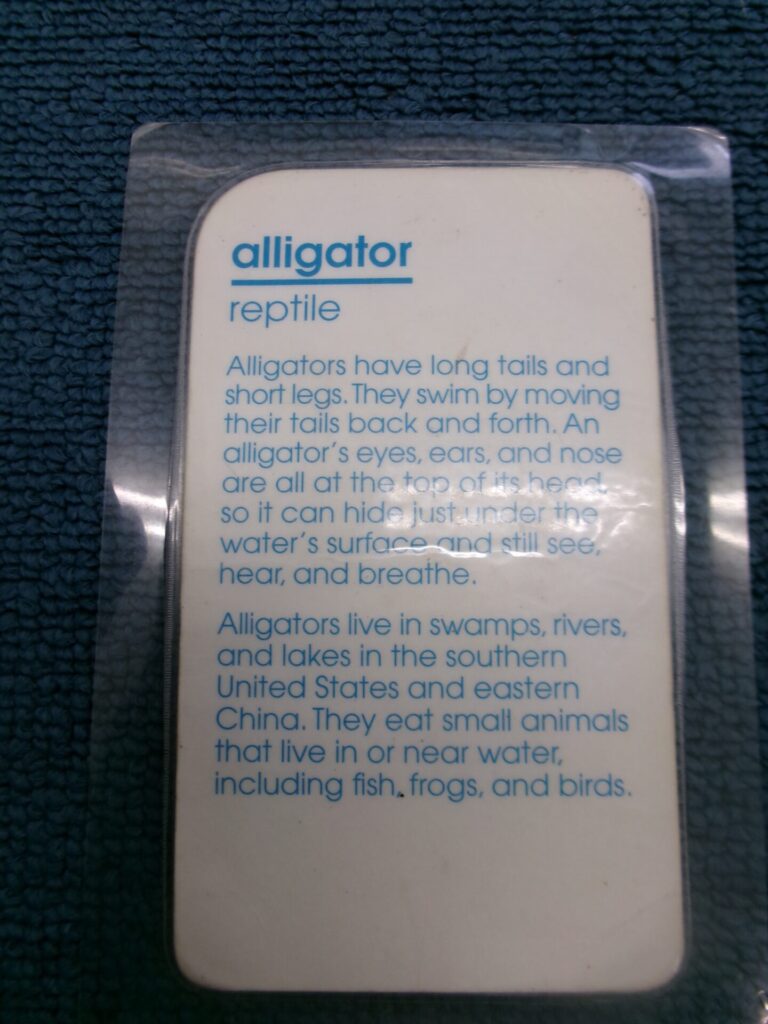 alligator
reptile
Alligators have long tails and
short legs. They swim by moving
their tails back and forth. An
alligator's eyes, ears, and nose
are all at the top of its head,
so it can hide just under the
water's surface and still see,
hear, and breathe.
Alligators live in swamps, rivers,
and lakes in the southern
United States and eastern
China. They eat small animals
that live in or near water,
including fish, frogs, and birds.